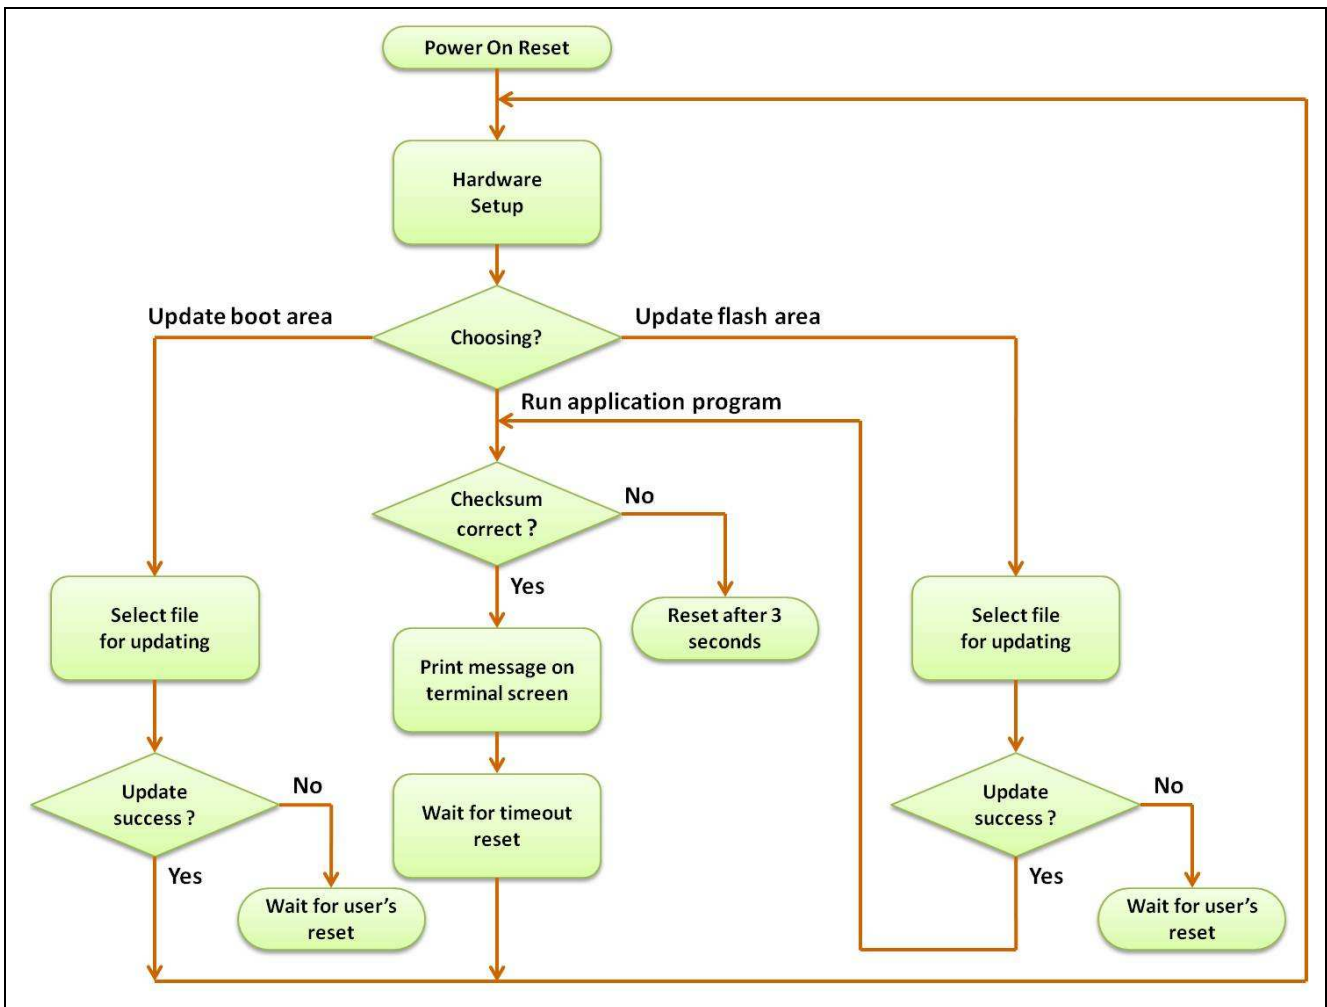 Power On Reset
Hardware
Setup
Update boot area
Choosing?
Update flash area
Run application program
Checksum
correct ?
No
Yes
Reset after 3
seconds
Select file
for updating
Print message on
terminal screen
Select file
for updating
Update
success ?
No
Yes
Wait for timeout
reset
Update
success ?
No
Yes
Wait for user's
reset
Wait for user's
reset